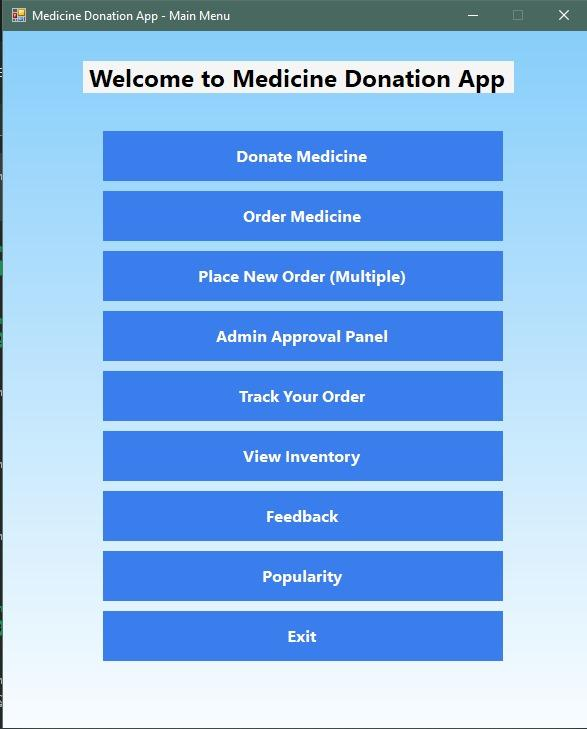 Medicine Donation App - Main Menu
Welcome to Medicine Donation App
Donate Medicine
Order Medicine
Place New Order (Multiple)
Admin Approval Panel
Track Your Order
View Inventory
Feedback
Popularity
Exit